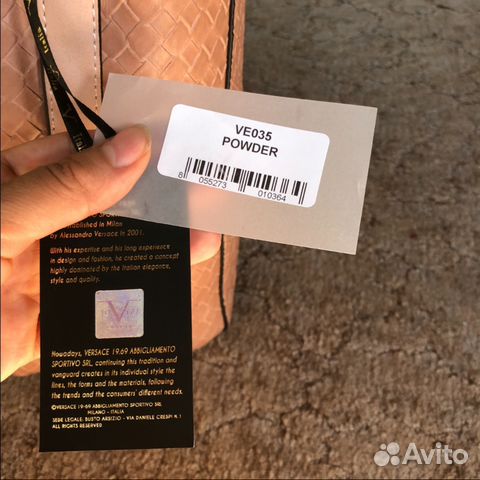 Italia
VE035
POWDER
8 055273 010364
ABBIGLIAMENTO SPORTIVO
established in Milan
by Alessandro Versace in 2001.
With his expertise and his long experience
in design and fashion, he created a concept
highly dominated by the Italian elegance,
style and quality.
V
Nowadays, VERSACE 19.69 ABBIGLIAMENTO
SPORTIVO SRL, continuing this tradition and
vanguard creates in its individual style the
lines, the forms and the materials, following
the trends and the consumers' different needs.
©VERSACE 19•69 ABBIGLIAMENTO SPORTIVO SRL
MILANO - ITALIA
SEDE LEGALE: BUSTO ARSIZIO - VIA DANIELE CRESPI N.1
ALL RIGHTS RESERVED
Avito